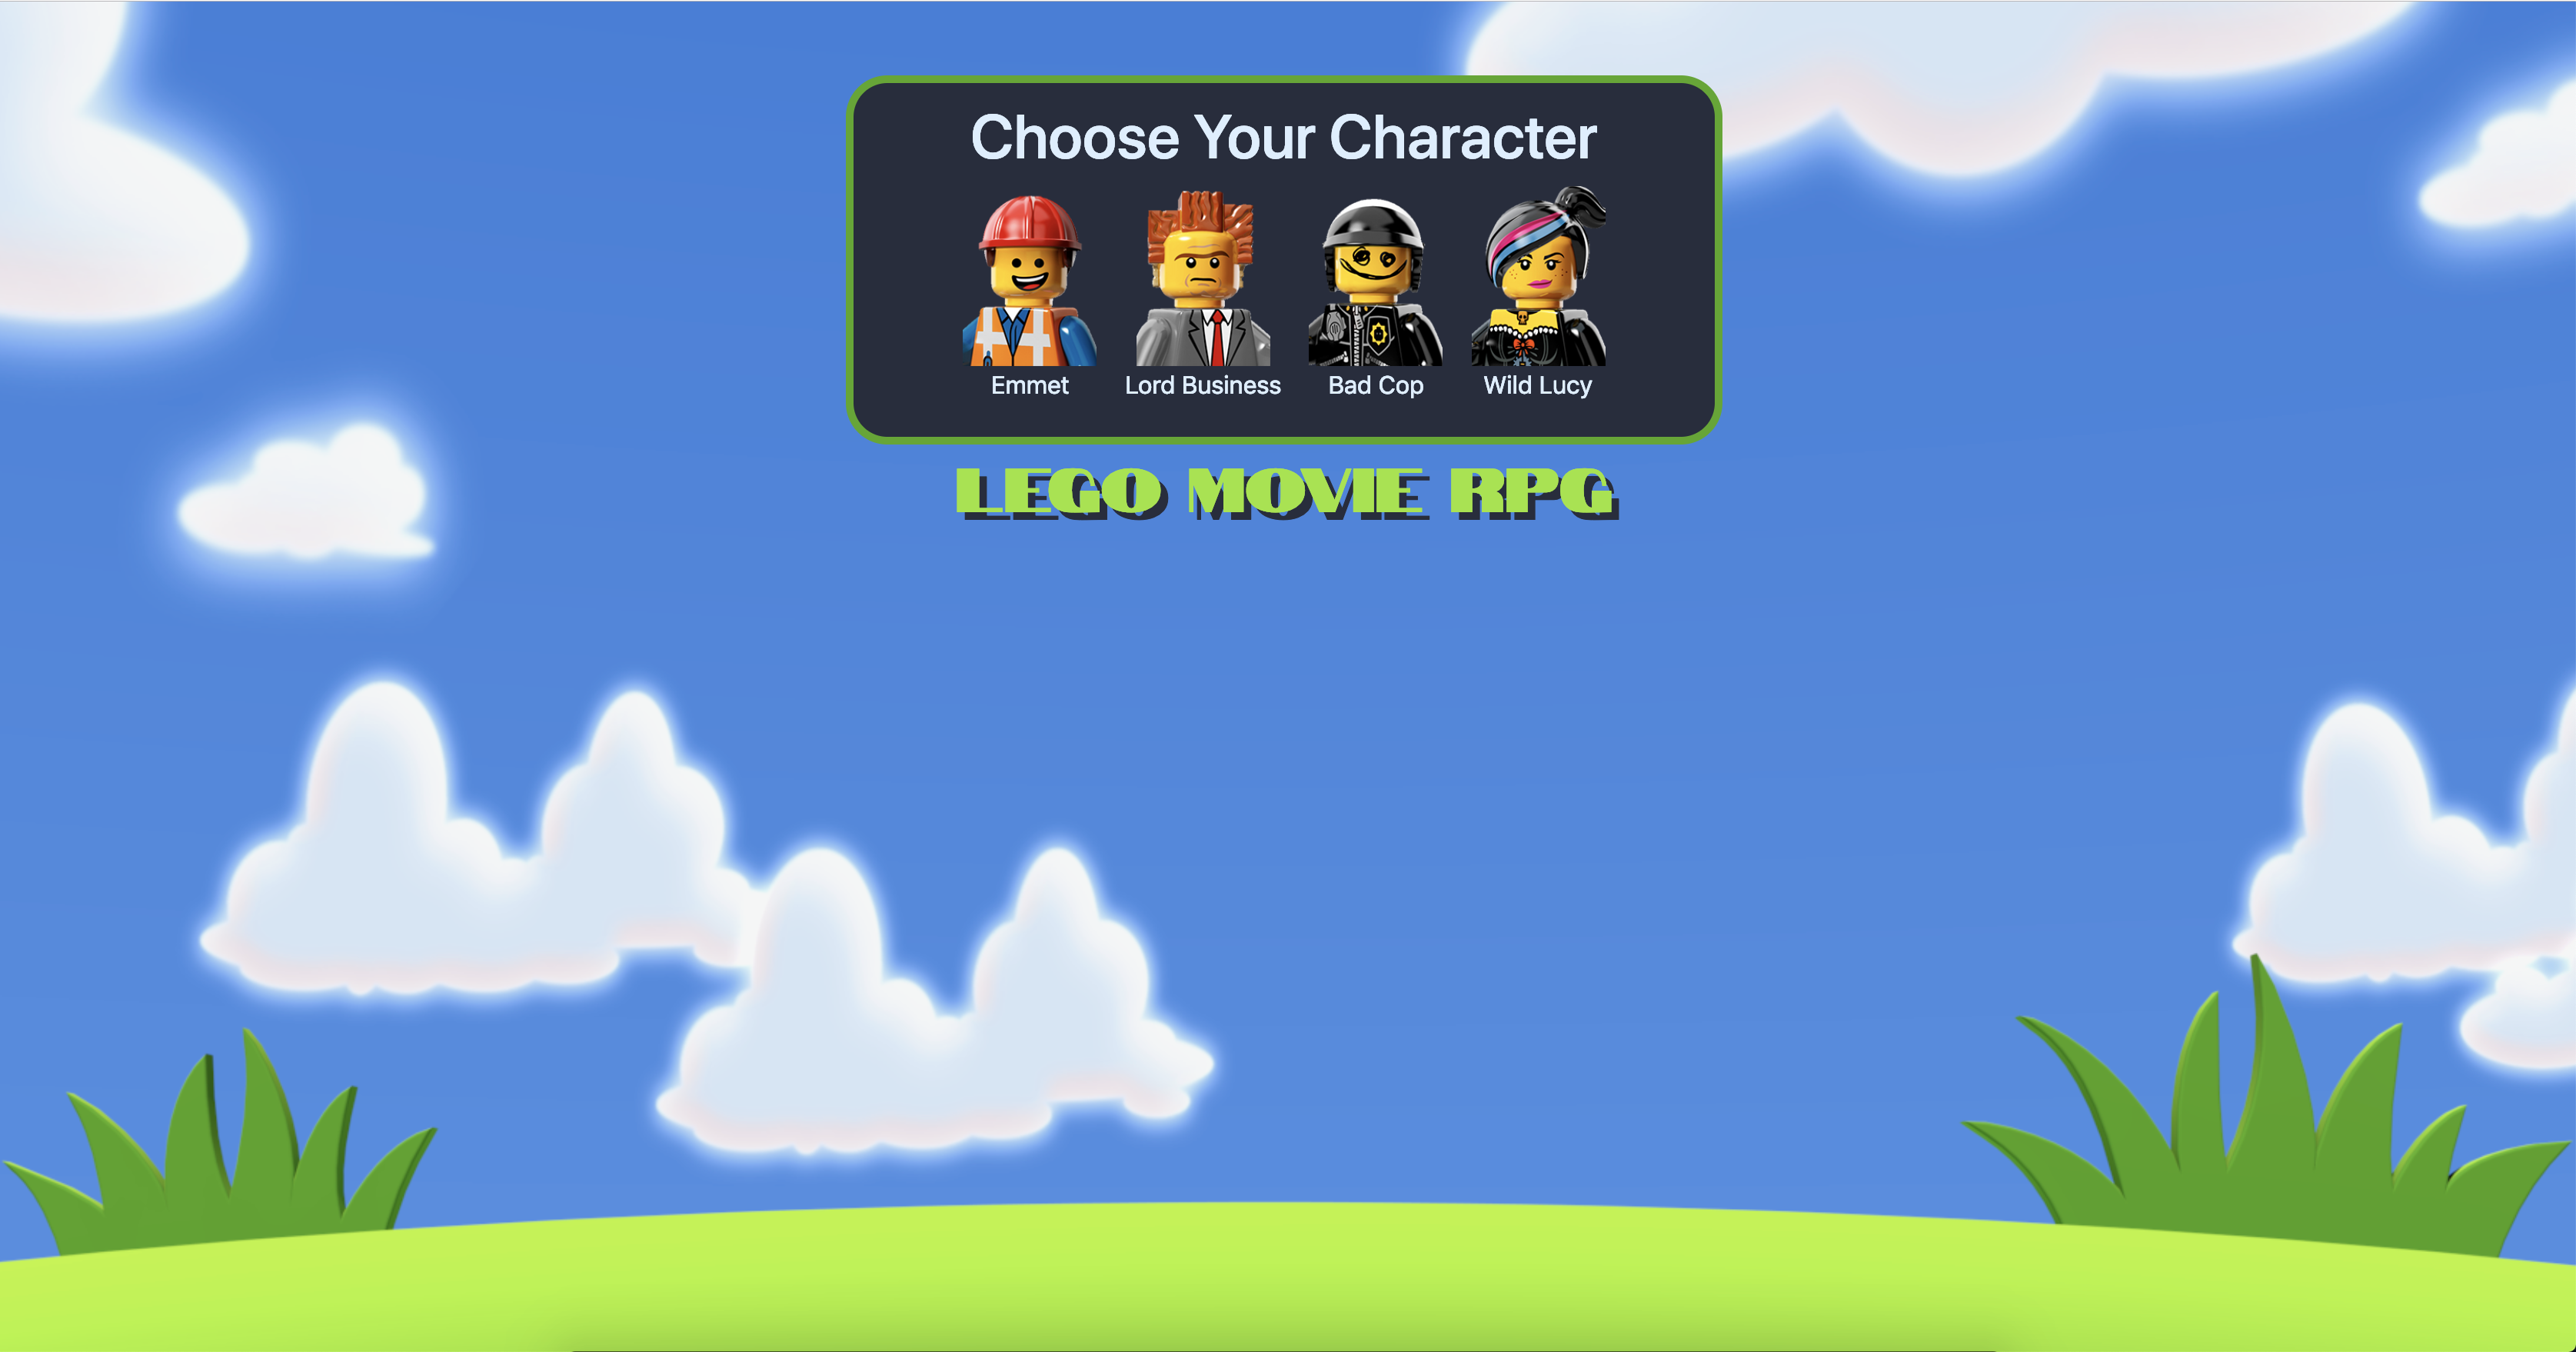 Choose Your Character
Emmet
Lord Business
Bad Cop
Wild Lucy
LEGO MOVIE RPG